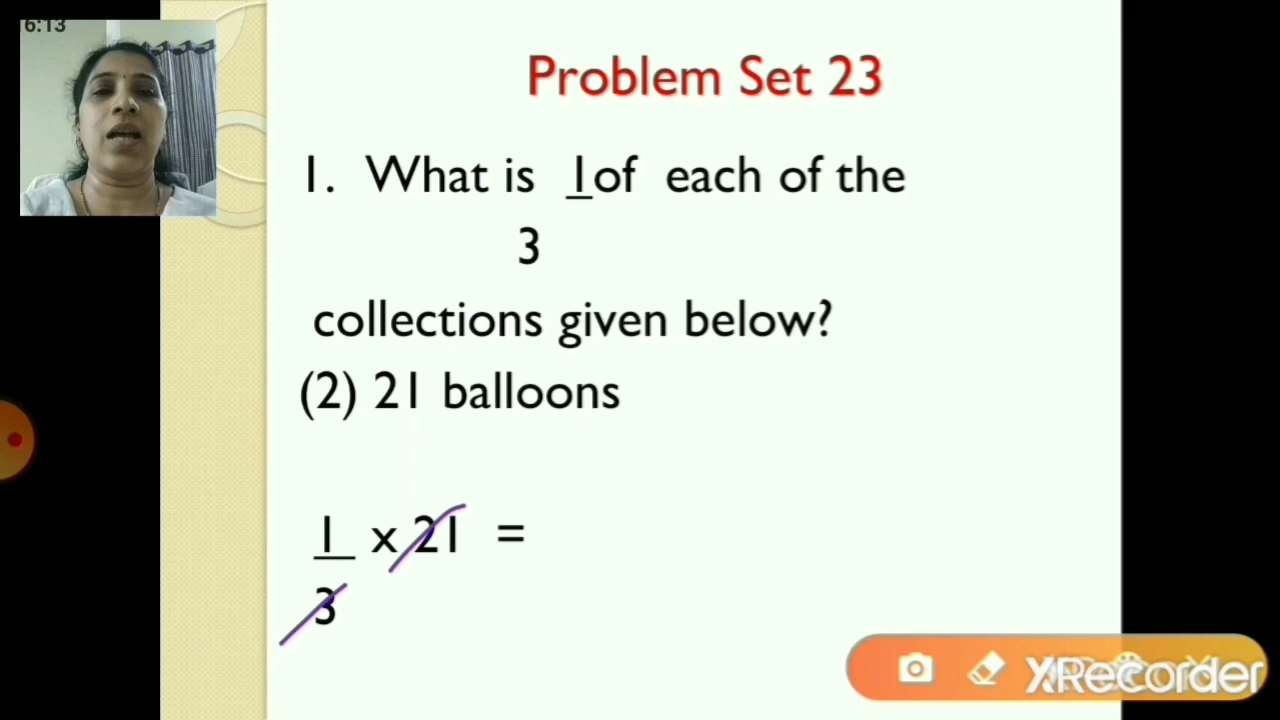 6:13
Problem Set 23
1. What is 1 of each of the
3
collections given below?
(2) 21 balloons
1 x 21 =
3
XRecorder